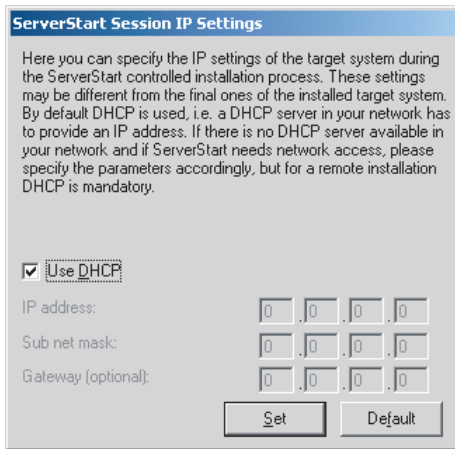 ServerStart Session IP Settings
Here you can specify the IP settings of the target system during
the ServerStart controlled installation process. These settings
may be different from the final ones of the installed target system.
By default DHCP is used, i.e. a DHCP server in your network has
to provide an IP address. If there is no DHCP server available in
your network and if ServerStart needs network access, please
specify the parameters accordingly, but for a remote installation
DHCP is mandatory.
Use DHCP
IP address: 0 . 0 . 0 . 0
Sub net mask: 0 . 0 . 0 . 0
Gateway (optional): 0 . 0 . 0 . 0
Set Default